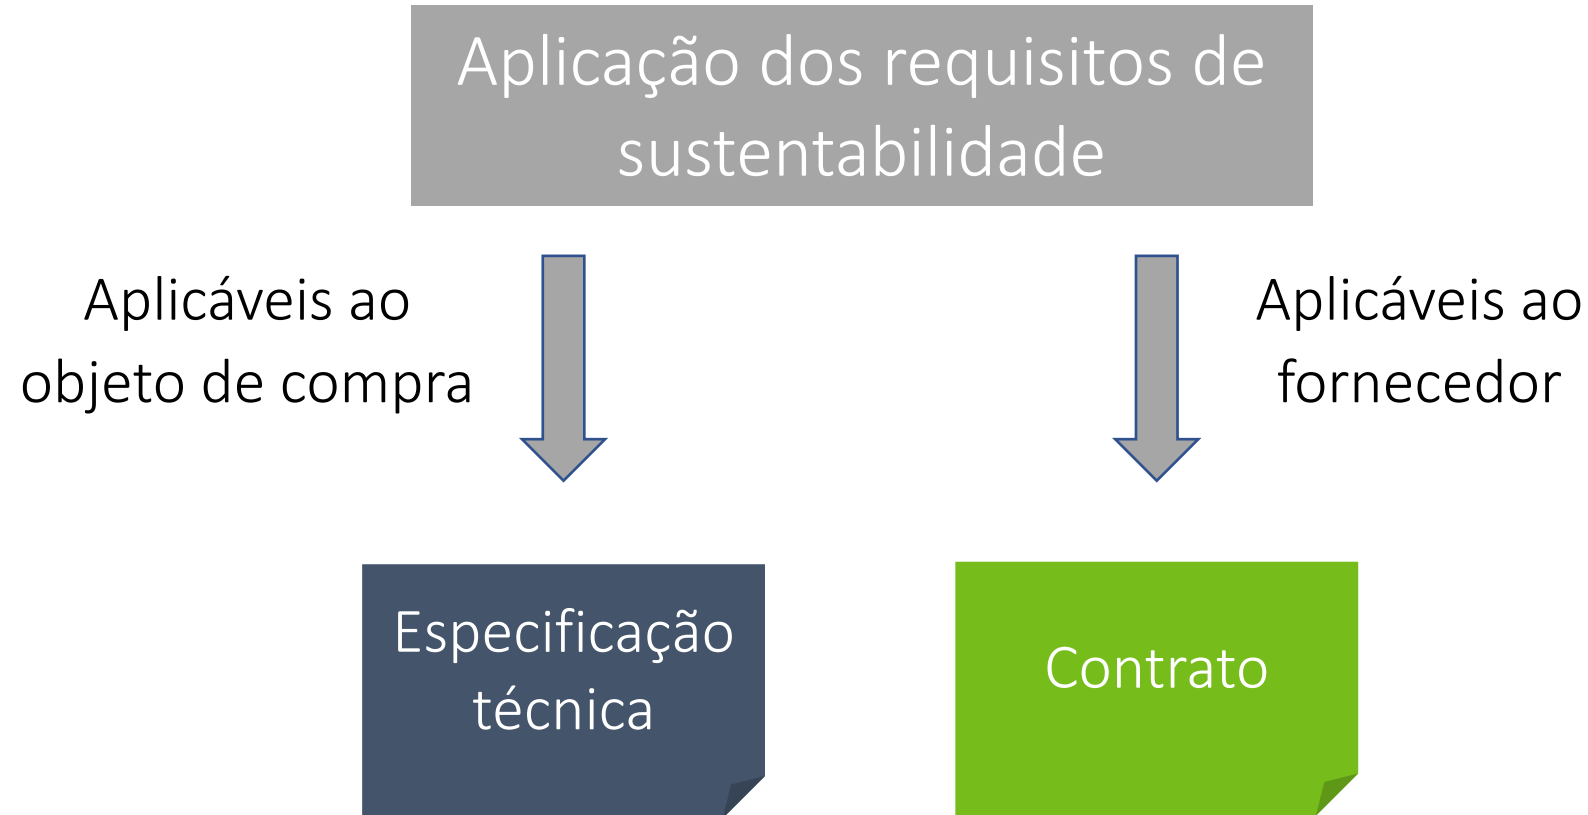 Aplicação dos requisitos de
sustentabilidade
Aplicáveis ao
objeto de compra
Aplicáveis ao
fornecedor
Especificação
técnica
Contrato